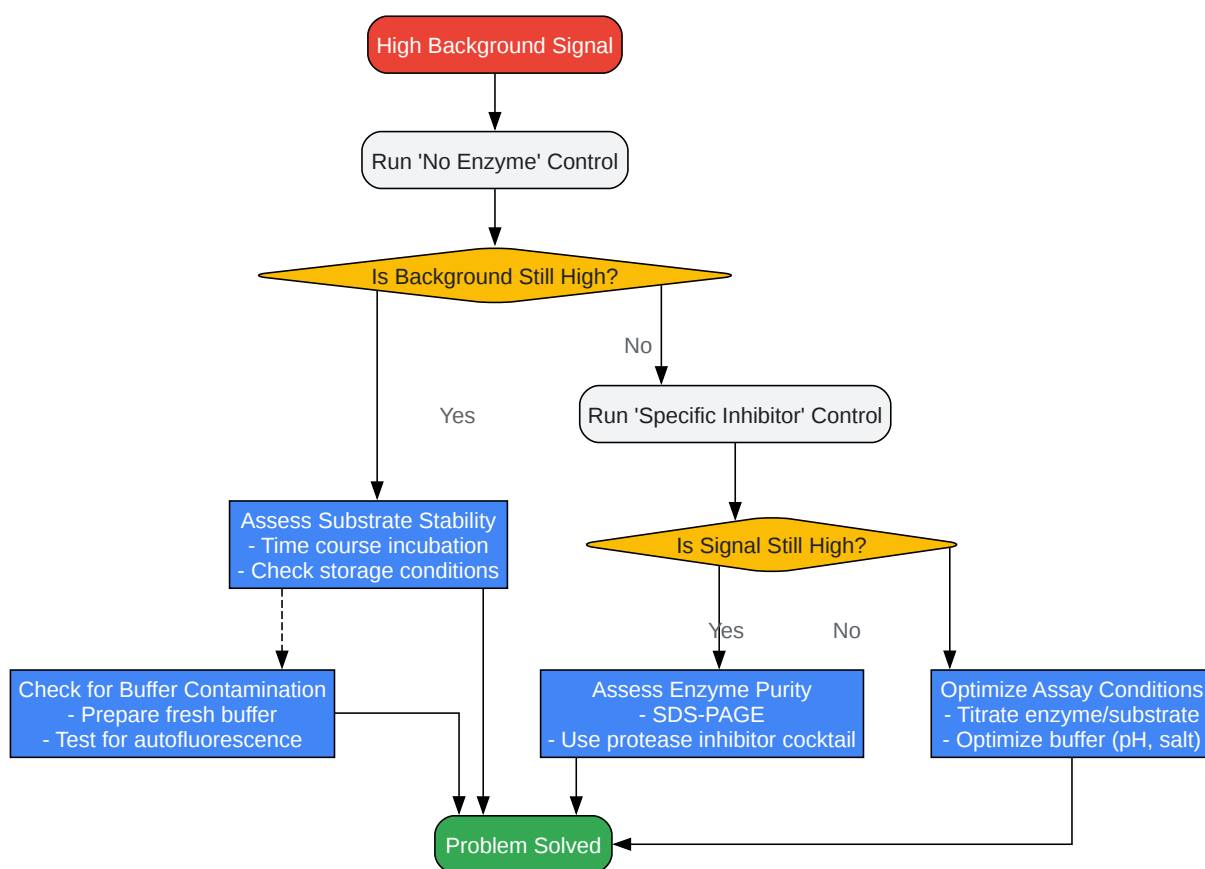 High Background Signal
Run 'No Enzyme' Control
Is Background Still High?
No
Yes
Run 'Specific Inhibitor' Control
Assess Substrate Stability
- Time course incubation
- Check storage conditions
Is Signal Still High?
Yes
No
Check for Buffer Contamination
- Prepare fresh buffer
- Test for autofluorescence
Assess Enzyme Purity
- SDS-PAGE
- Use protease inhibitor cocktail
Optimize Assay Conditions
- Titrate enzyme/substrate
- Optimize buffer (pH, salt)
Problem Solved